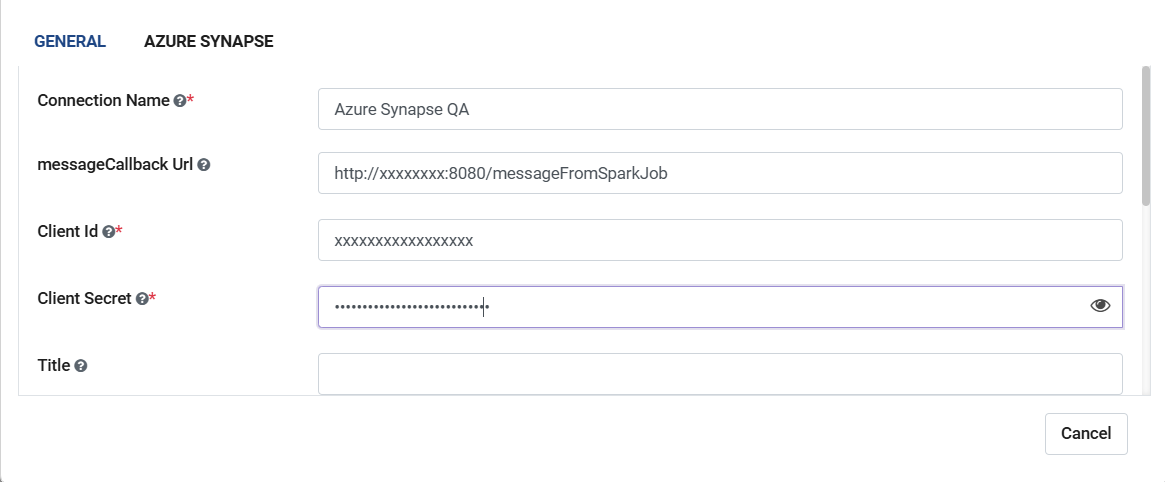 GENERAL AZURE SYNAPSE
Connection Name ?*
Azure Synapse QA
messageCallback Url ?
http://xxxxxxxx:8080/messageFromSparkJob
Client Id ?*
xxxxxxxxxxxxxxxxx
Client Secret ?*
••••••••••••••••••••••••••••
Title ?
Cancel